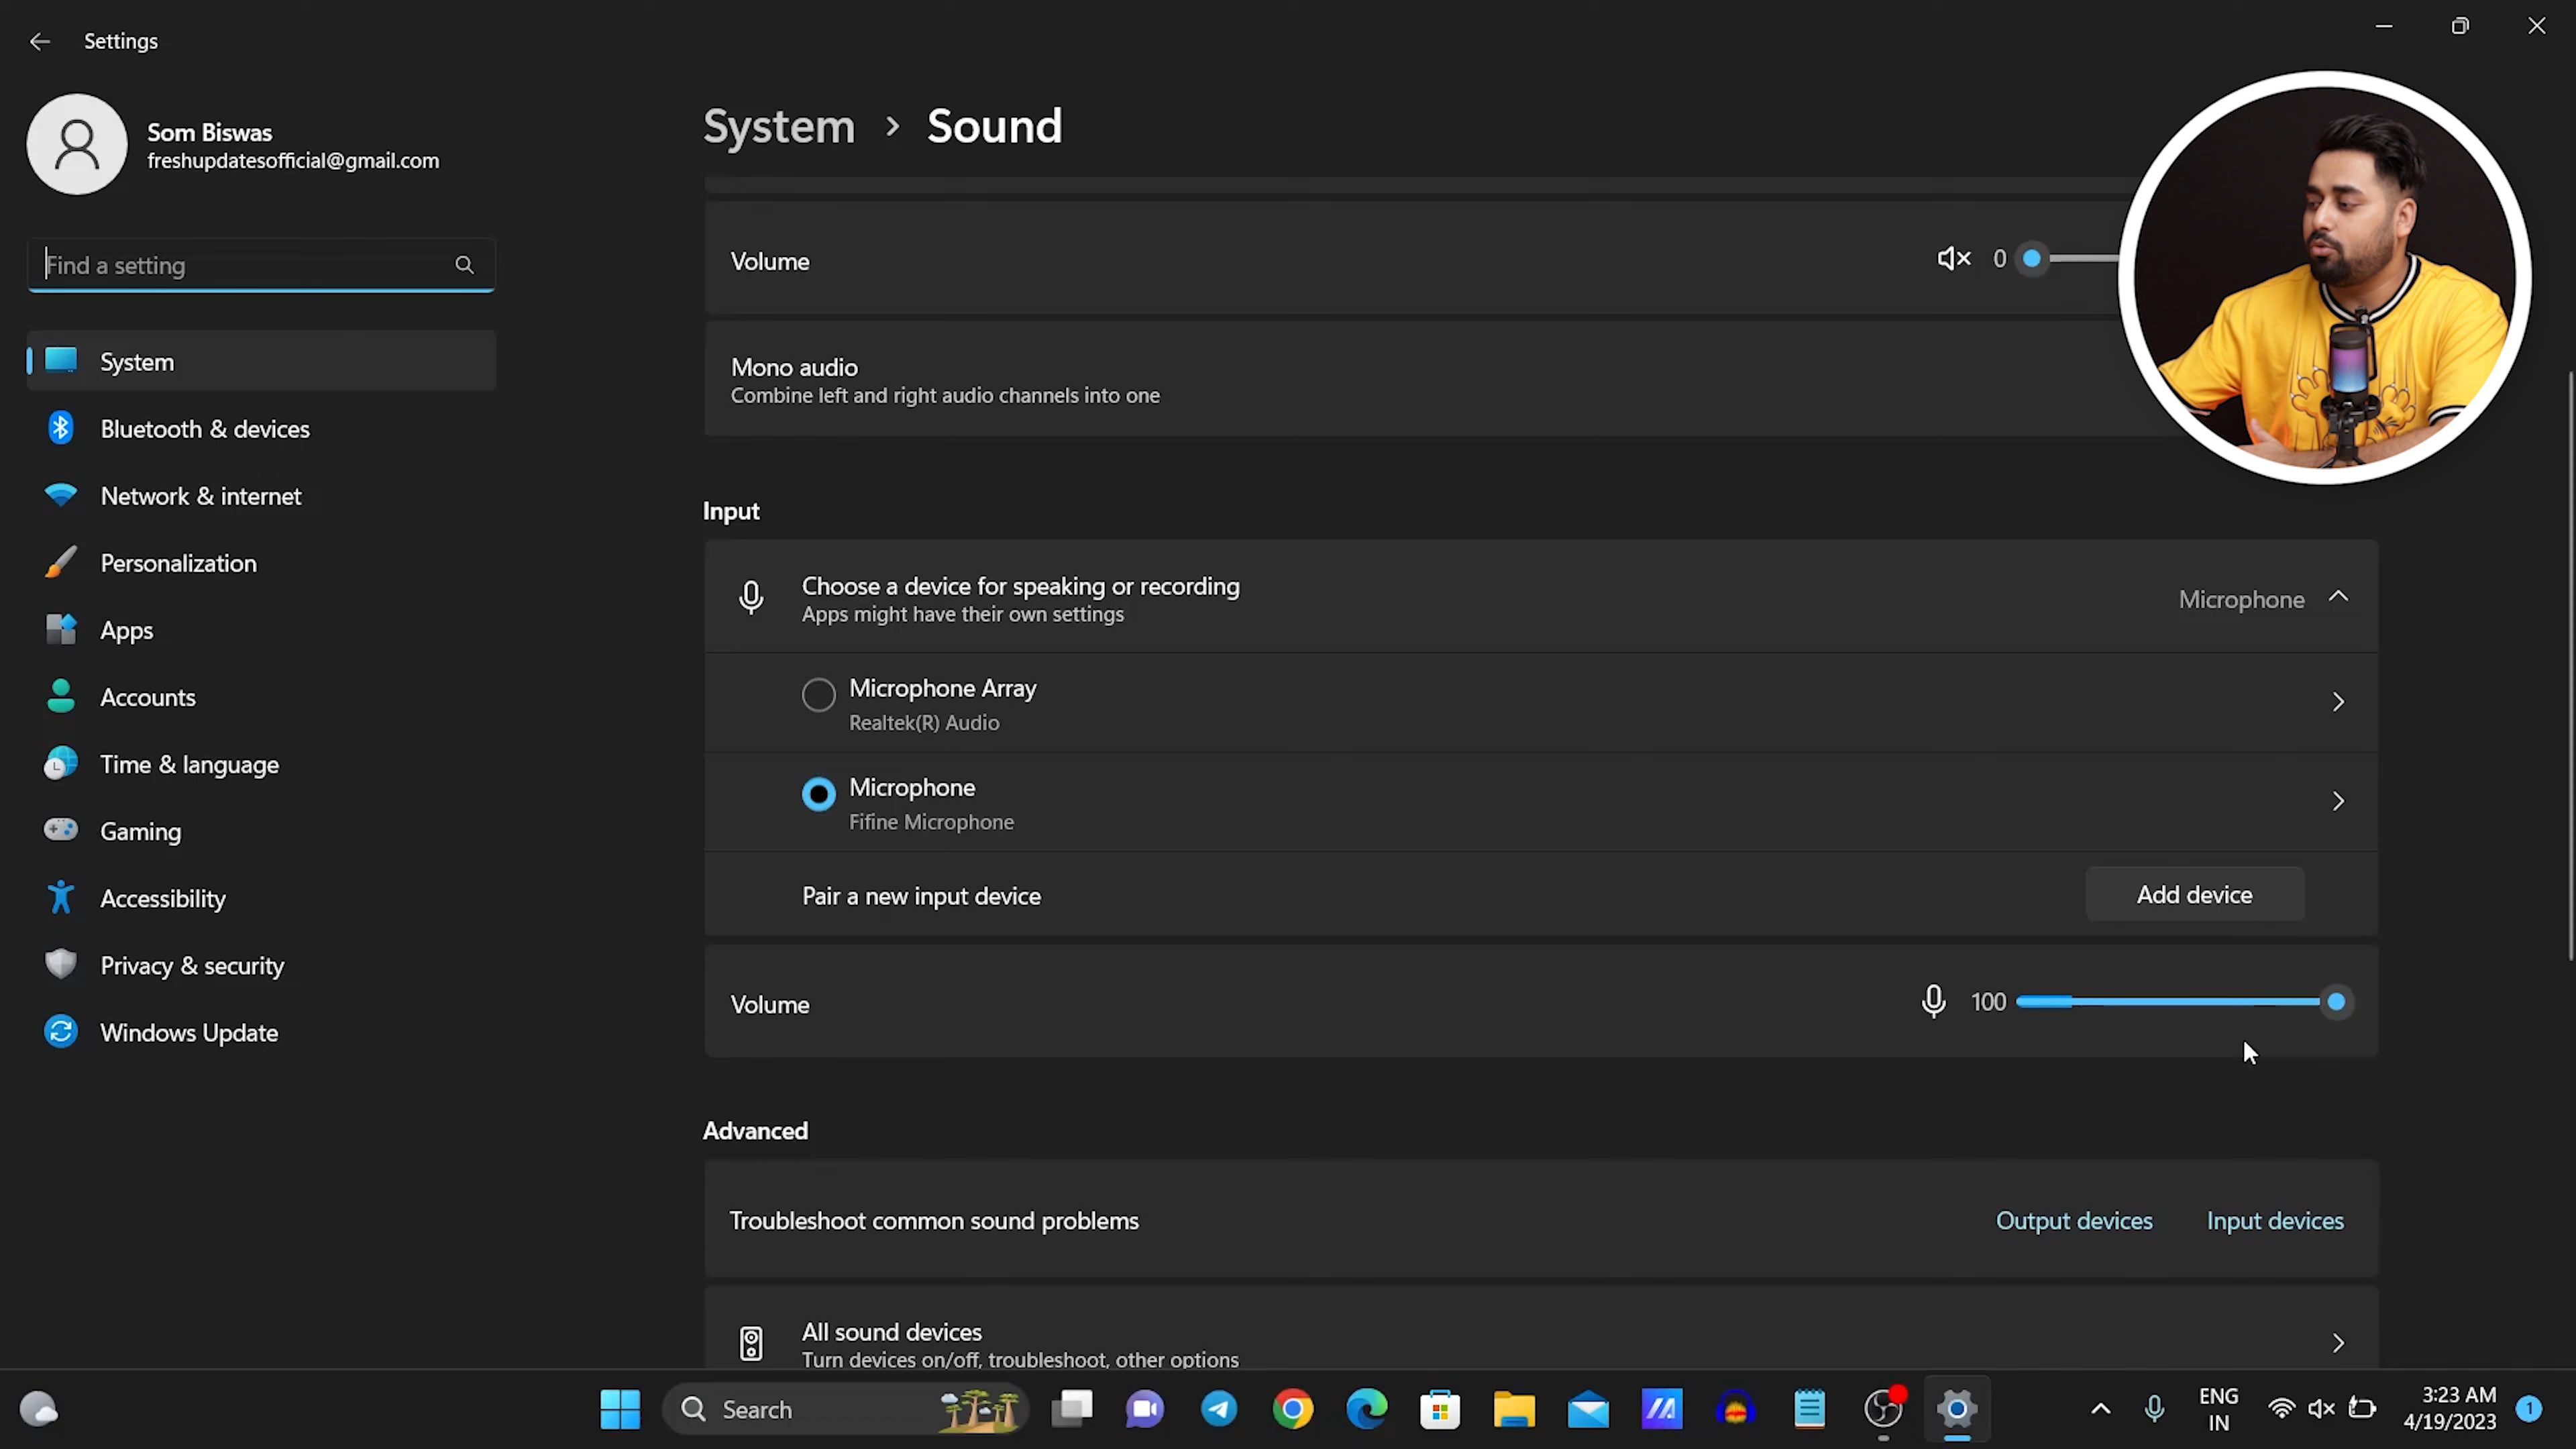 Settings
Som Biswas
freshupdatesofficial@gmail.com
Find a setting
System
Bluetooth & devices
Network & internet
Personalization
Apps
Accounts
Time & language
Gaming
Accessibility
Privacy & security
Windows Update
System > Sound
Volume
0
Mono audio
Combine left and right audio channels into one
Input
Choose a device for speaking or recording
Apps might have their own settings
Microphone
Microphone Array
Realtek(R) Audio
Microphone
Fifine Microphone
Pair a new input device
Add device
Volume
100
Advanced
Troubleshoot common sound problems
Output devices
Input devices
All sound devices
Turn devices on/off, troubleshoot, other options
Search
ENG
IN
3:23 AM
4/19/2023
1